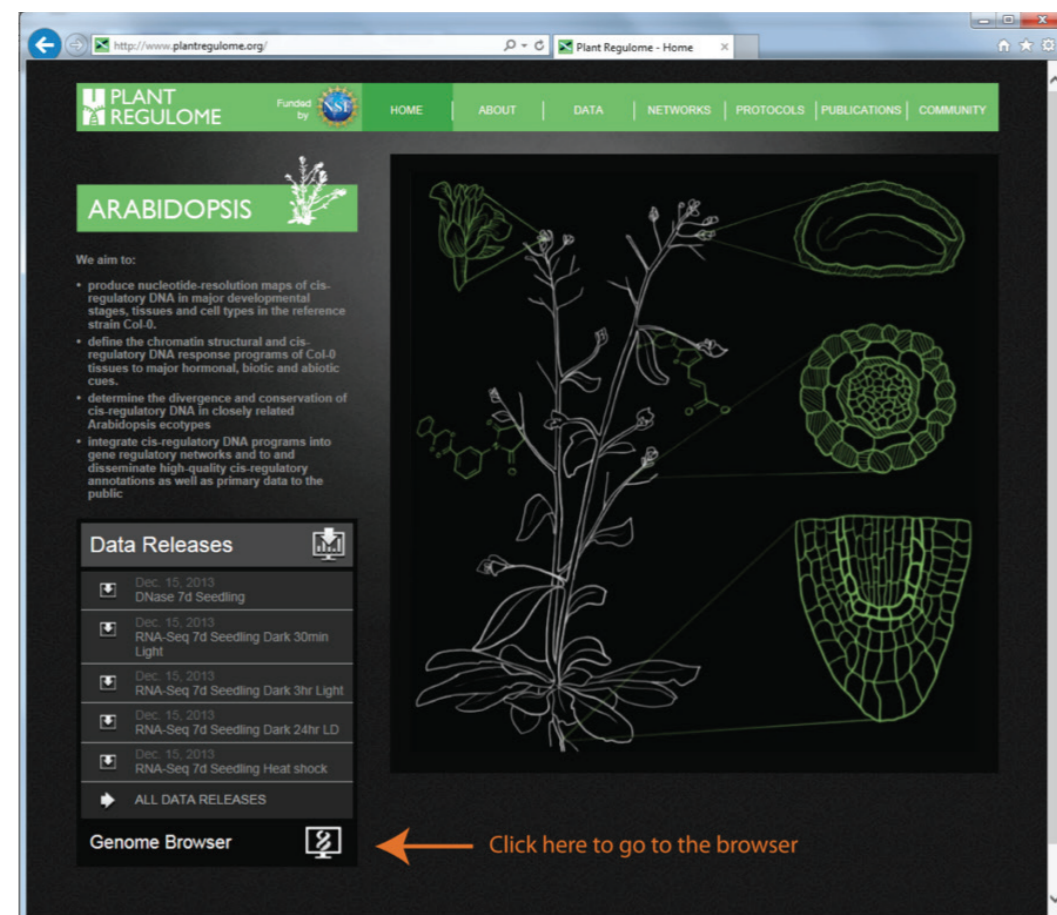 http://www.plantregulome.org/
Plant Regulome - Home
PLANT
REGULOME
Funded
by
NSF
HOME
ABOUT
DATA
NETWORKS
PROTOCOLS
PUBLICATIONS
COMMUNITY
ARABIDOPSIS
We aim to:
• produce nucleotide-resolution maps of cis-
regulatory DNA in major developmental
stages, tissues and cell types in the reference
strain Col-0.
• define the chromatin structural and cis-
regulatory DNA response programs of Col-0
tissues to major hormonal, biotic and abiotic
cues.
• determine the divergence and conservation of
cis-regulatory DNA in closely related
Arabidopsis ecotypes
• integrate cis-regulatory DNA programs into
gene regulatory networks and to and
disseminate high-quality cis-regulatory
annotations as well as primary data to the
public
Data Releases
Dec. 15, 2013
DNase 7d Seedling
Dec. 15, 2013
RNA-Seq 7d Seedling Dark 30min
Light
Dec. 15, 2013
RNA-Seq 7d Seedling Dark 3hr Light
Dec. 15, 2013
RNA-Seq 7d Seedling Dark 24hr LD
Dec. 15, 2013
RNA-Seq 7d Seedling Heat shock
ALL DATA RELEASES
Genome Browser
Click here to go to the browser